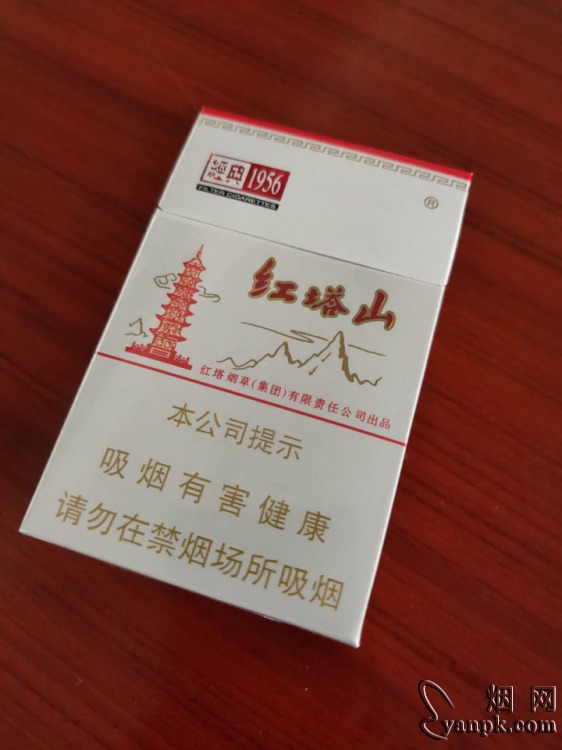 經典 1956
FILTER CIGARETTES
®
红塔山
红塔烟草(集团)有限责任公司出品
本公司提示
吸烟有害健康
请勿在禁烟场所吸烟
烟网
yanpk.com